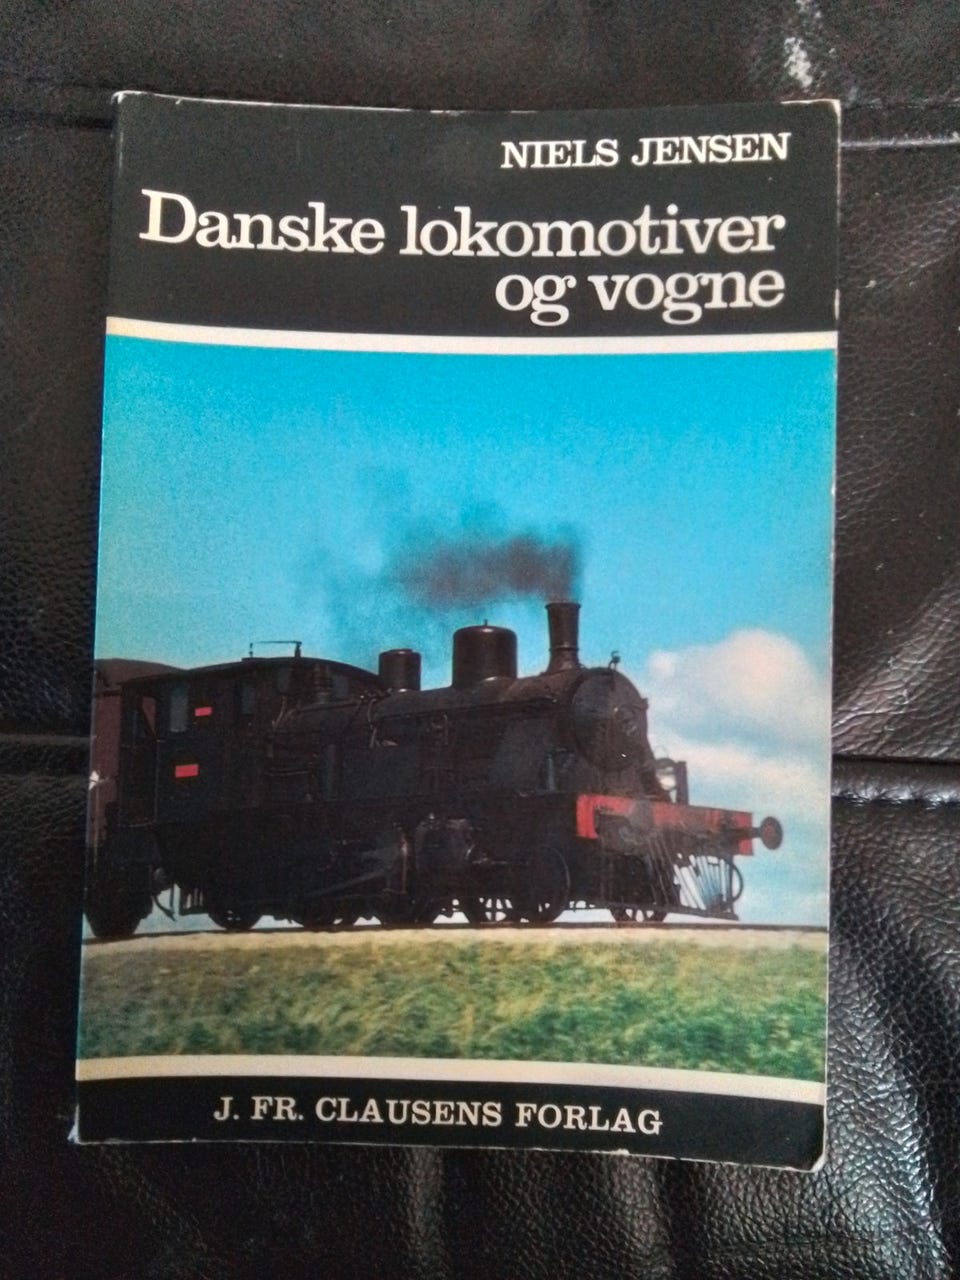 NIELS JENSEN
Danske lokomotiver
og vogne
J. FR. CLAUSENS FORLAG